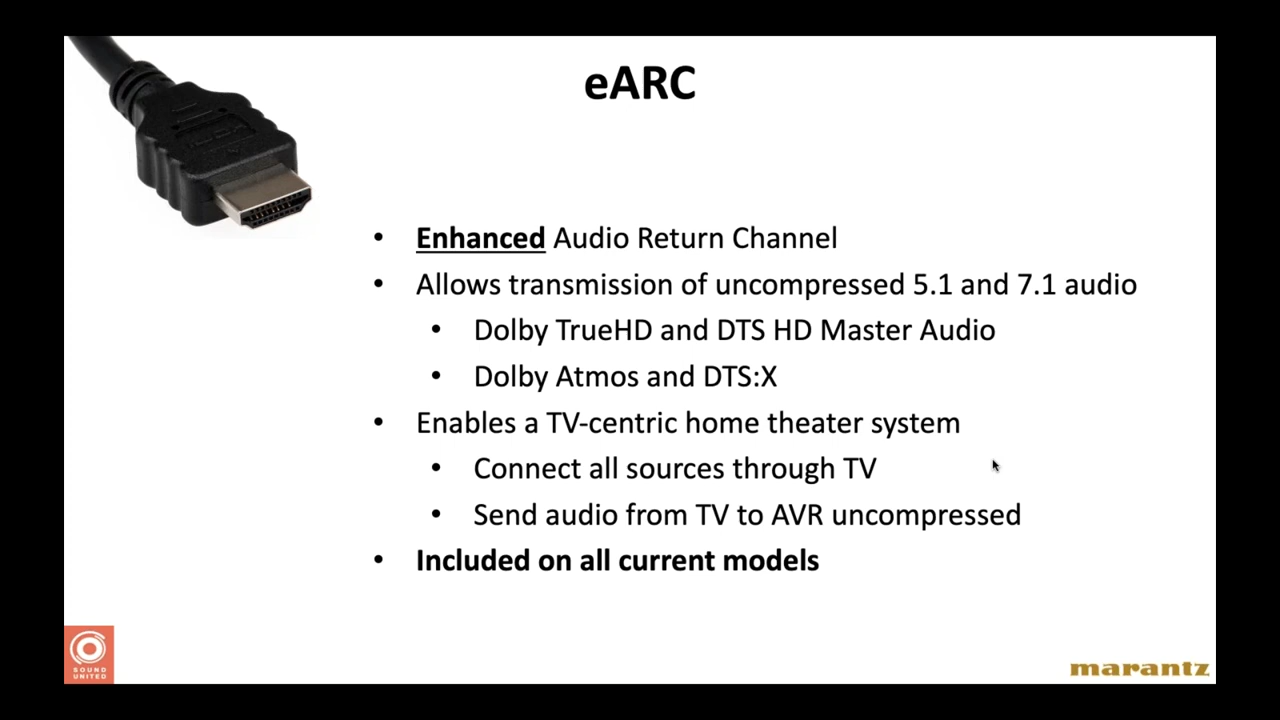 eARC
• Enhanced Audio Return Channel
• Allows transmission of uncompressed 5.1 and 7.1 audio
• Dolby TrueHD and DTS HD Master Audio
• Dolby Atmos and DTS:X
• Enables a TV-centric home theater system
• Connect all sources through TV
• Send audio from TV to AVR uncompressed
• Included on all current models
SOUND
UNITED
marantz